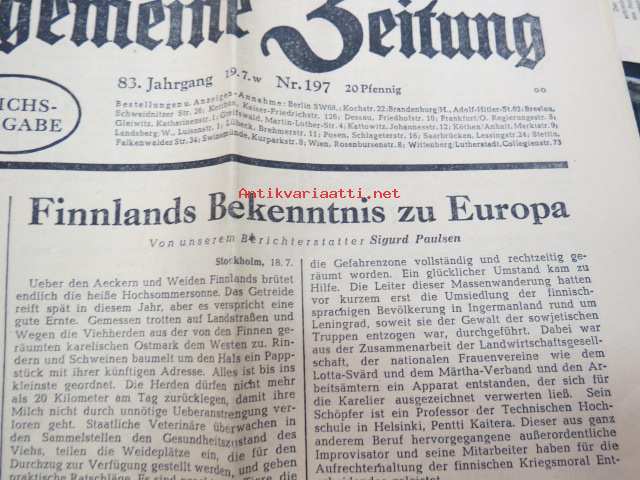 gemeine Zeitung
83. Jahrgang 19.7.w Nr. 197 20 Pfennig
ICHS-
GABE
Bestellungen u. Anzeigen-Annahme: Berlin SW68.: Kochstr. 22: Brandenburg/H., Adolf-Hitler-St. 62: Breslau,
Schweidnitzer Str. 26: Kaiser-Friedrichstr. 126; Dessau, Friedhofstr. 10; Frankfurt/O. Regierungsstr. 8;
Gleiwitz, Katharinenstr. 1; Greifswald, Martin-Luther-Str. 4; Kattowitz, Johannesstr. 12; Köthen/Anhalt, Marktstr. 9;
Landsberg, W., Luisenstr. 1; Lübeck, Brehmerstr. 11; Posen, Schlageterstr. 16; Saarbrücken, Lessingstr. 24; Stettin,
Falkenwalder Str. 34; Swinemünde, Kurparkstr. 8; Wien, Rosenbursenstr. 8; Wittenberg/Lutherstadt, Collegienstr. 73
Antikvariaatti.net
Finnlands Bekenntnis zu Europa
Von unserem Berichterstatter Sigurd Paulsen
Stockholm, 18.7.
Ueber den Aeckern und Weiden Finnlands brütet
endlich die heiße Hochsommersonne. Das Getreide
reift spät in diesem Jahr, aber es verspricht eine
gute Ernte. Gemessen trotten auf Landstraßen und
Wegen die Viehherden aus der von den Finnen ge-
räumten karelischen Ostmark dem Westen zu. Rin-
dern und Schweinen baumelt um den Hals ein Papp-
stück mit ihrer künftigen Adresse. Alles ist bis ins
kleinste geordnet. Die Herden dürfen nicht mehr
als 20 Kilometer am Tag zurücklegen, damit ihre
Milch nicht durch unnötige Ueberanstrengung ver-
loren geht. Staatliche Veterinäre überwachen in
den Sammelstellen den Gesundheitszustand des
Viehs, teilen die Weideplätze ein, die für den
Durchzug zur Verfügung gestellt werden, und geben
praktische Ratschläge. Es sind Tiere die
die Gefahrenzone vollständig und rechtzeitig ge-
räumt worden. Ein glücklicher Umstand kam zu
Hilfe. Die Leiter dieser Massenwanderung hatten
vor kurzem erst die Umsiedlung der finnisch-
sprachigen Bevölkerung in Ingermanland rund um
Leningrad, soweit sie der Gewalt der sowjetischen
Truppen entzogen war, durchgeführt. Dabei war
aus der Zusammenarbeit der Landwirtschaftsgesell-
schaft, der nationalen Frauenvereine wie dem
Lotta-Svärd und dem Märtha-Verband und den Ar-
beitsämtern ein Apparat entstanden, der sich für
die Karelier ausgezeichnet verwerten ließ. Sein
Schöpfer ist ein Professor der Technischen Hoch-
schule in Helsinki, Pentti Kaitera. Dieser aus ganz
anderem Beruf hervorgegangene außerordentliche
Improvisator und seine Mitarbeiter haben für die
Aufrechterhaltung der finnischen Kriegsmoral Ent-
scheidendes geleistet.